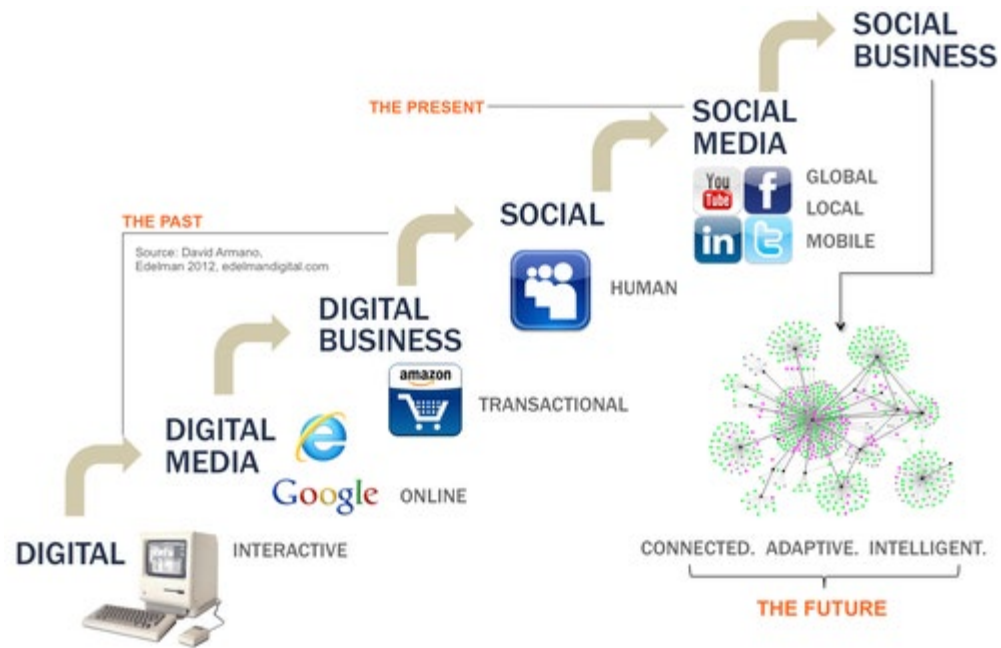 SOCIAL
BUSINESS
THE PRESENT
SOCIAL
MEDIA
You
Tube
f
GLOBAL
LOCAL
in
t
MOBILE
SOCIAL
HUMAN
THE PAST
Source: David Armano,
Edelman 2012, edelmandigital.com
DIGITAL
BUSINESS
amazon
TRANSACTIONAL
DIGITAL
MEDIA
e
Google
ONLINE
DIGITAL
INTERACTIVE
CONNECTED. ADAPTIVE. INTELLIGENT.
THE FUTURE